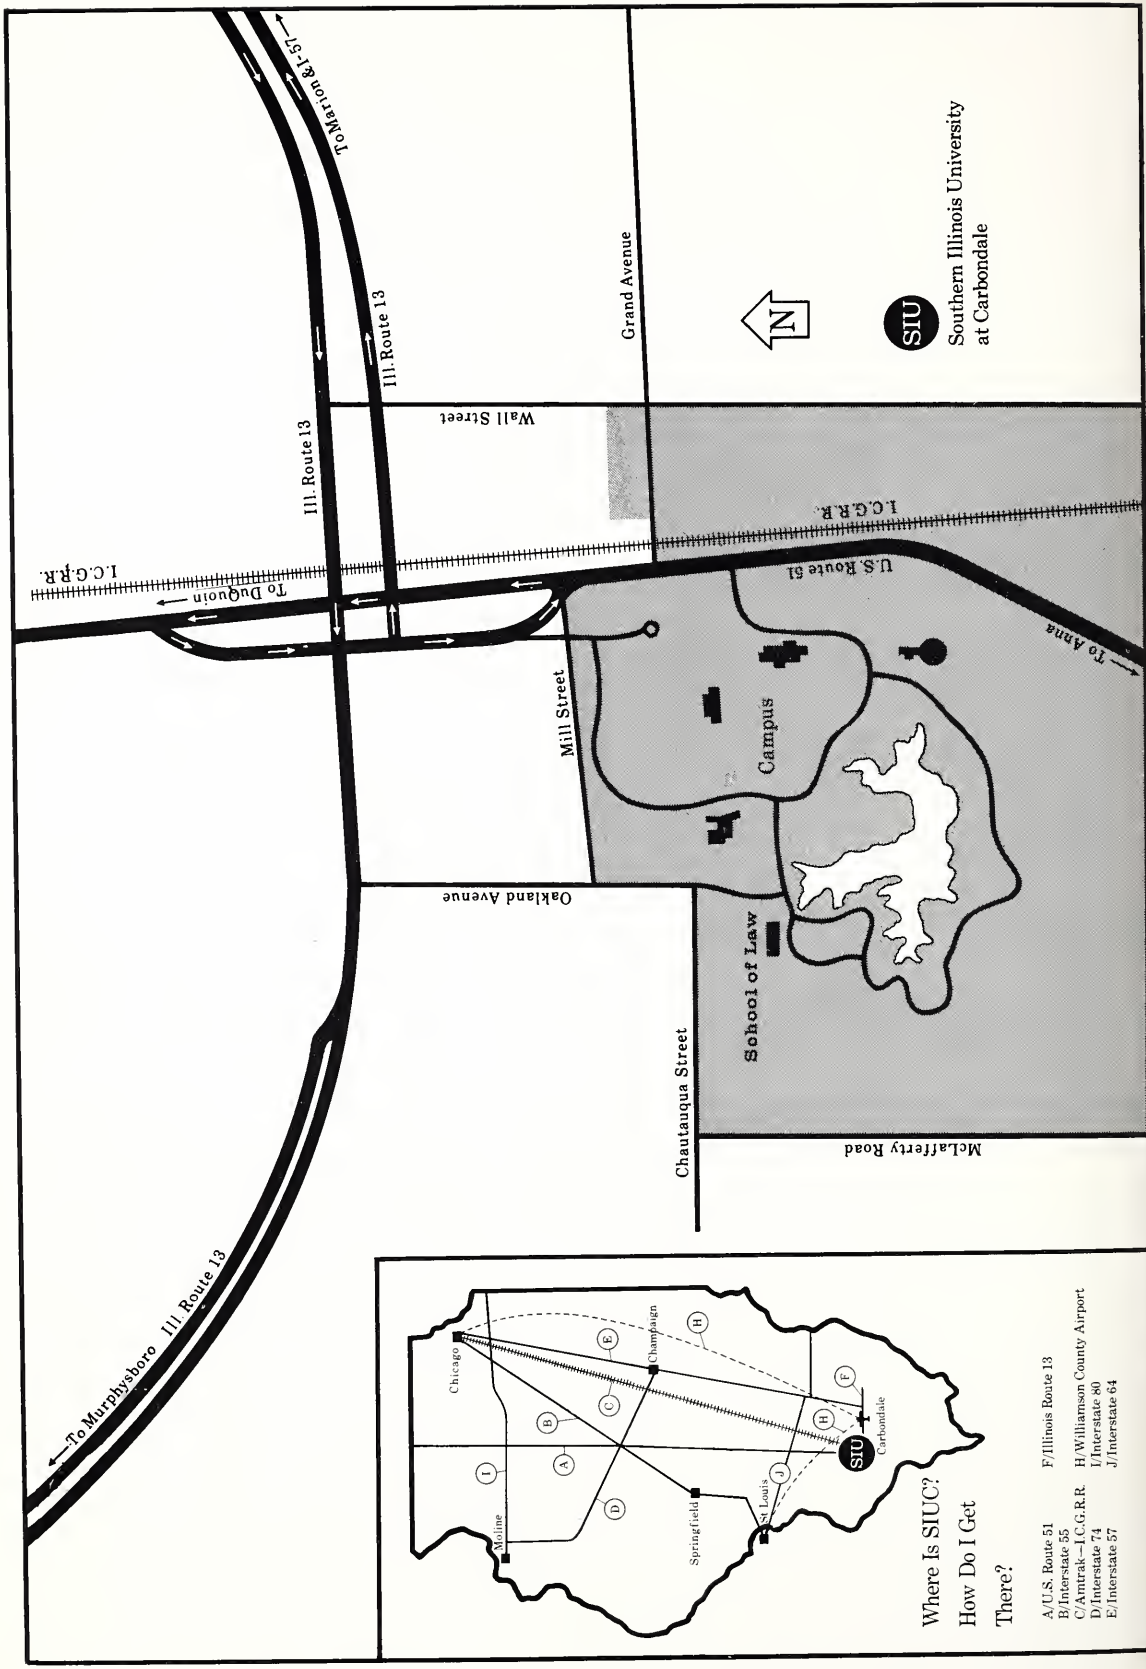 To Murphysboro
Ill. Route 13
Ill. Route 13
Ill. Route 13
To Marion & I-57
I.C.G.R.R.
To DuQuoin
Wall Street
Grand Avenue
Mill Street
Oakland Avenue
Chautauqua Street
McLafferty Road
School of Law
Campus
U.S. Route 51
I.C.G.R.R.
To Anna
N
SIU
Southern Illinois University
at Carbondale
Chicago
Moline
Champaign
Springfield
St Louis
Carbondale
SIU
A
B
C
D
E
F
H
H
I
J
Where Is SIUC?
How Do I Get
There?
A/U.S. Route 51
B/Interstate 55
C/Amtrak—I.C.G.R.R.
D/Interstate 74
E/Interstate 57
F/Illinois Route 13
H/Williamson County Airport
I/Interstate 80
J/Interstate 64